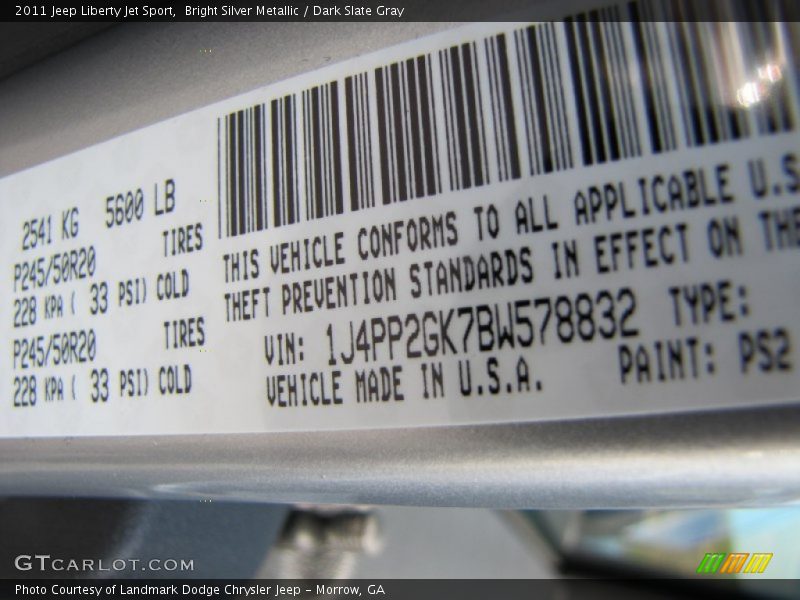 2011 Jeep Liberty Jet Sport,  Bright Silver Metallic / Dark Slate Gray
2541 KG   5600 LB
P245/50R20   TIRES
228 KPA ( 33 PSI) COLD
P245/50R20   TIRES
228 KPA ( 33 PSI) COLD
THIS VEHICLE CONFORMS TO ALL APPLICABLE U.S
THEFT PREVENTION STANDARDS IN EFFECT ON THE
VIN: 1J4PP2GK7BW578832   TYPE:
VEHICLE MADE IN U.S.A.   PAINT: PS2
GTCARLOT.COM
Photo Courtesy of Landmark Dodge Chrysler Jeep – Morrow, GA